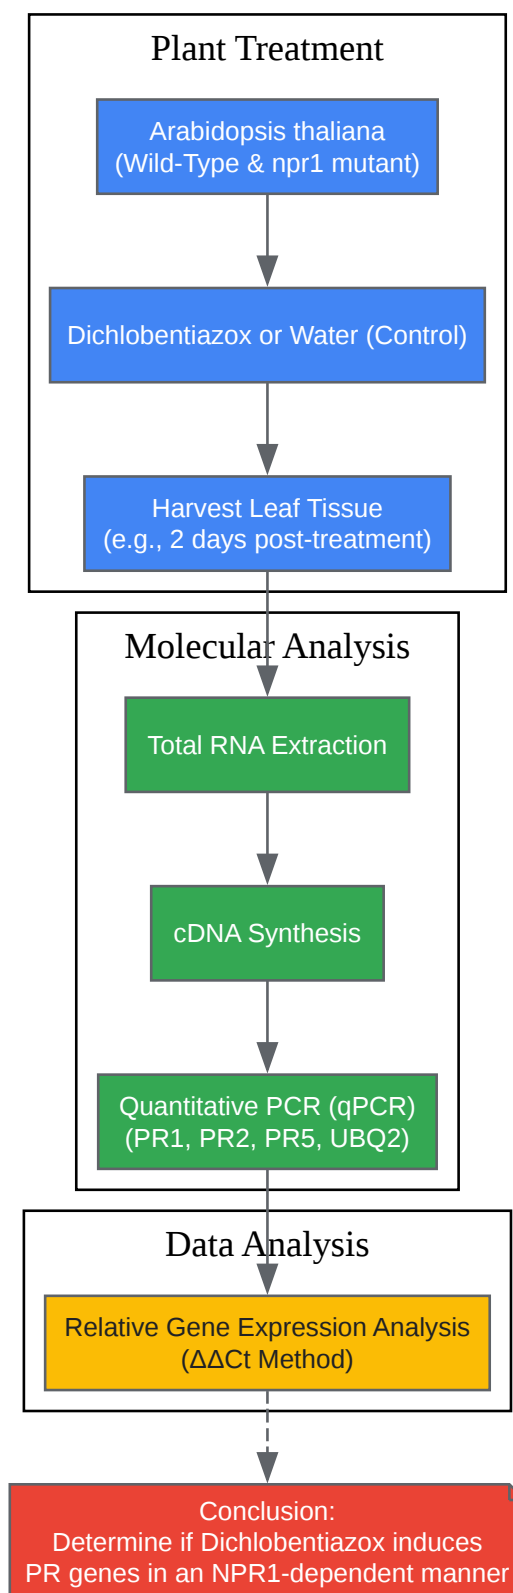 Plant Treatment
Arabidopsis thaliana
(Wild-Type & npr1 mutant)
Dichlobentiazox or Water (Control)
Harvest Leaf Tissue
(e.g., 2 days post-treatment)
Molecular Analysis
Total RNA Extraction
cDNA Synthesis
Quantitative PCR (qPCR)
(PR1, PR2, PR5, UBQ2)
Data Analysis
Relative Gene Expression Analysis
(ΔΔCt Method)
Conclusion:
Determine if Dichlobentiazox induces
PR genes in an NPR1-dependent manner